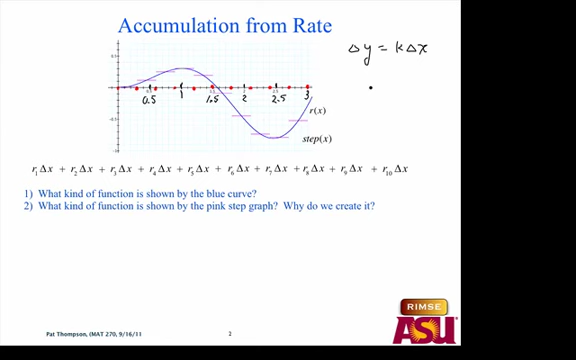 Accumulation from Rate
Δy = kΔx
0.5 1 1.5 2 2.5 3
r(x)
step(x)
r₁Δx + r₂Δx + r₃Δx + r₄Δx + r₅Δx + r₆Δx + r₇Δx + r₈Δx + r₉Δx + r₁₀Δx
1) What kind of function is shown by the blue curve?
2) What kind of function is shown by the pink step graph? Why do we create it?
RIMSE
ASU
Pat Thompson, (MAT 270, 9/16/11
2